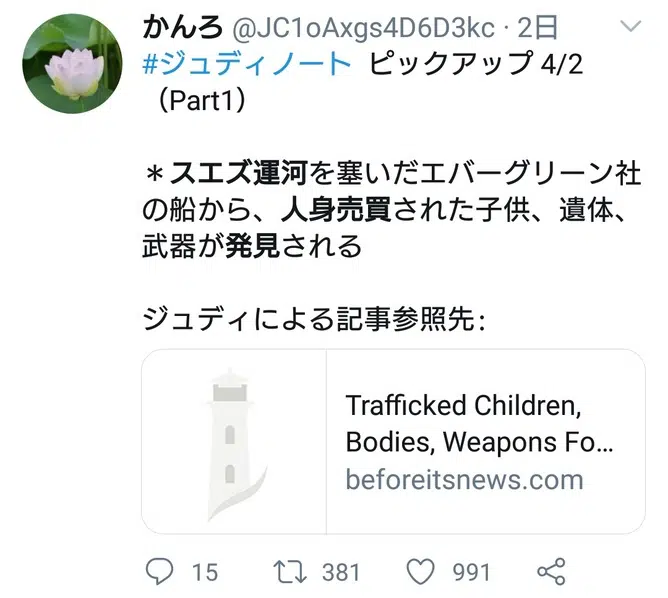 かんろ @JC1oAxgs4D6D3kc · 2日
#ジュディノート ピックアップ 4/2
（Part1）
＊スエズ運河を塞いだエバーグリーン社
の船から、人身売買された子供、遺体、
武器が発見される
ジュディによる記事参照先:
Trafficked Children,
Bodies, Weapons Fo...
beforeitsnews.com
15 381 991